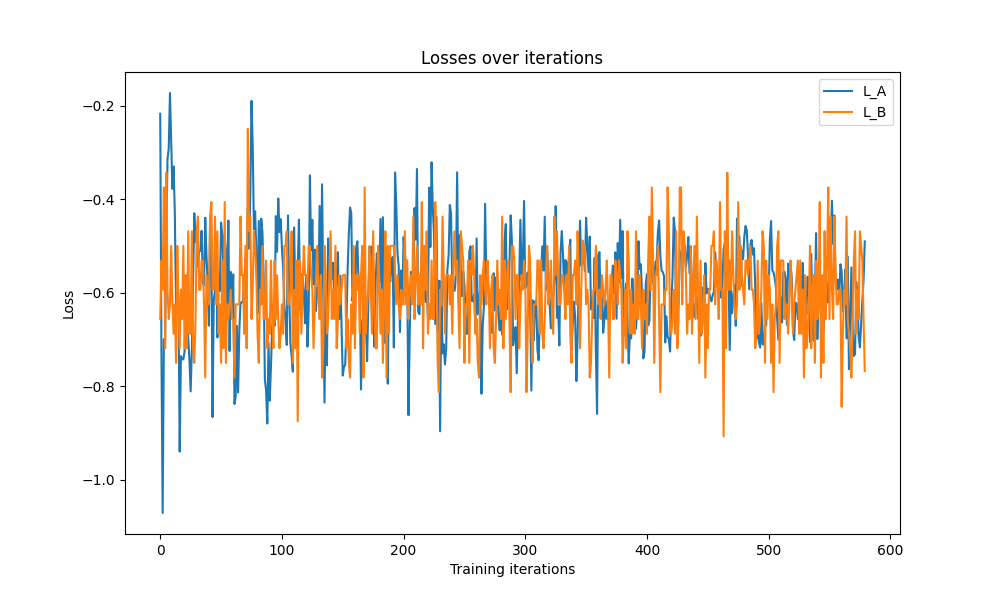 Losses over iterations
L_A
L_B
Loss
−0.2
−0.4
−0.6
−0.8
−1.0
0 100 200 300 400 500 600
Training iterations